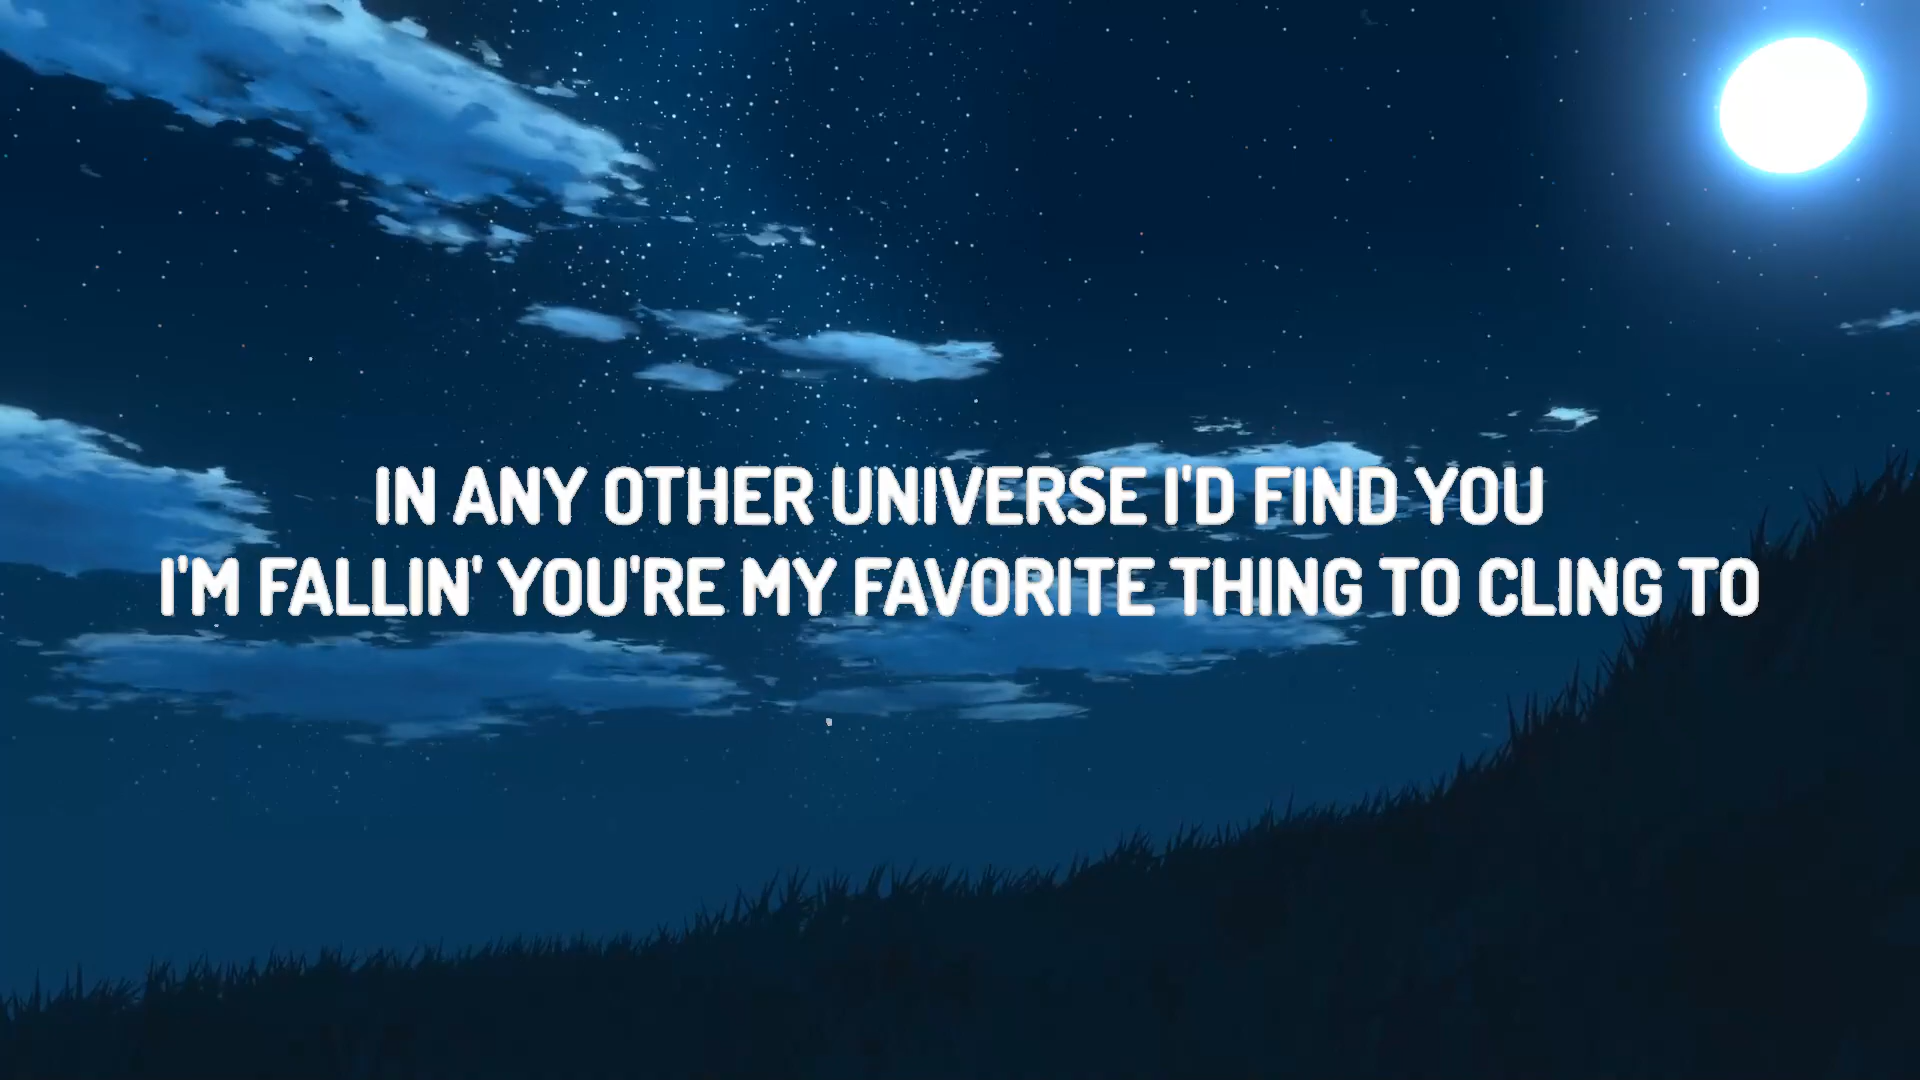 IN ANY OTHER UNIVERSE I'D FIND YOU
I'M FALLIN' YOU'RE MY FAVORITE THING TO CLING TO